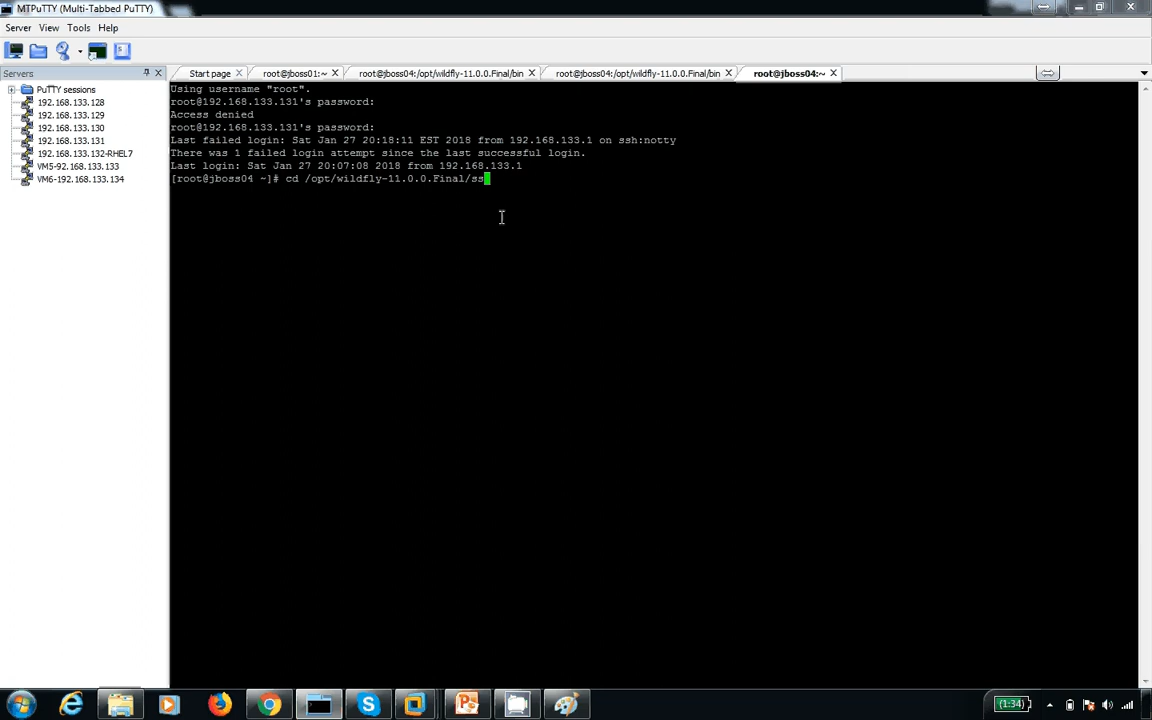 MTPuTTY (Multi-Tabbed PuTTY)
Server View Tools Help
Servers
Start page
root@jboss01:~
root@jboss04:/opt/wildfly-11.0.0.Final/bin
root@jboss04:/opt/wildfly-11.0.0.Final/bin
root@jboss04:~
PuTTY sessions
192.168.133.128
192.168.133.129
192.168.133.130
192.168.133.131
192.168.133.132-RHEL7
VM5-92.168.133.133
VM6-192.168.133.134
Using username "root".
root@192.168.133.131's password:
Access denied
root@192.168.133.131's password:
Last failed login: Sat Jan 27 20:18:11 EST 2018 from 192.168.133.1 on ssh:notty
There was 1 failed login attempt since the last successful login.
Last login: Sat Jan 27 20:07:08 2018 from 192.168.133.1
[root@jboss04 ~]# cd /opt/wildfly-11.0.0.Final/ss
(1:34)